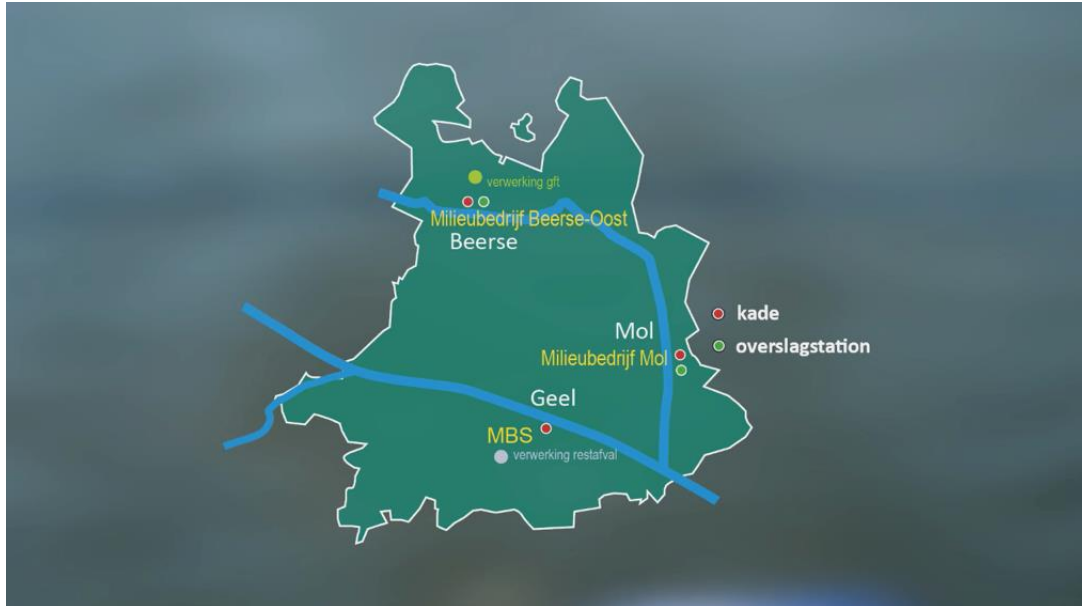 verwerking gft
Milieubedrijf Beerse-Oost
Beerse
kade
Mol
overslagstation
Milieubedrijf Mol
Geel
MBS
verwerking restafval